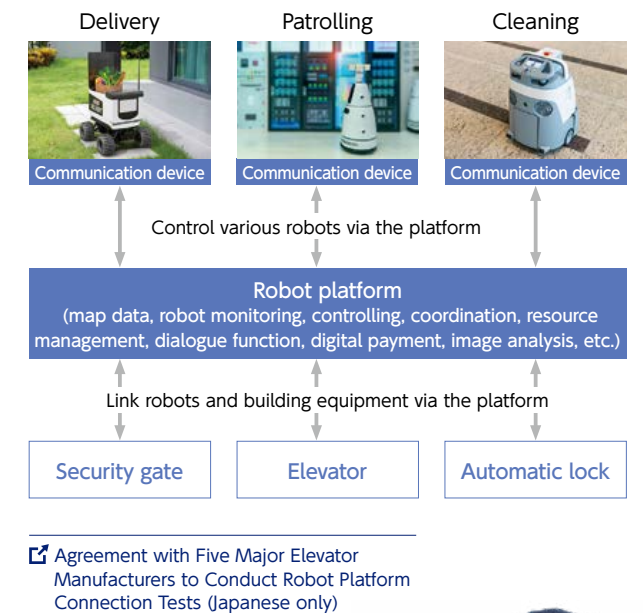 Delivery
Patrolling
Cleaning
Communication device
Communication device
Communication device
Control various robots via the platform
Robot platform
(map data, robot monitoring, controlling, coordination, resource
management, dialogue function, digital payment, image analysis, etc.)
Link robots and building equipment via the platform
Security gate
Elevator
Automatic lock
Agreement with Five Major Elevator
Manufacturers to Conduct Robot Platform
Connection Tests (Japanese only)